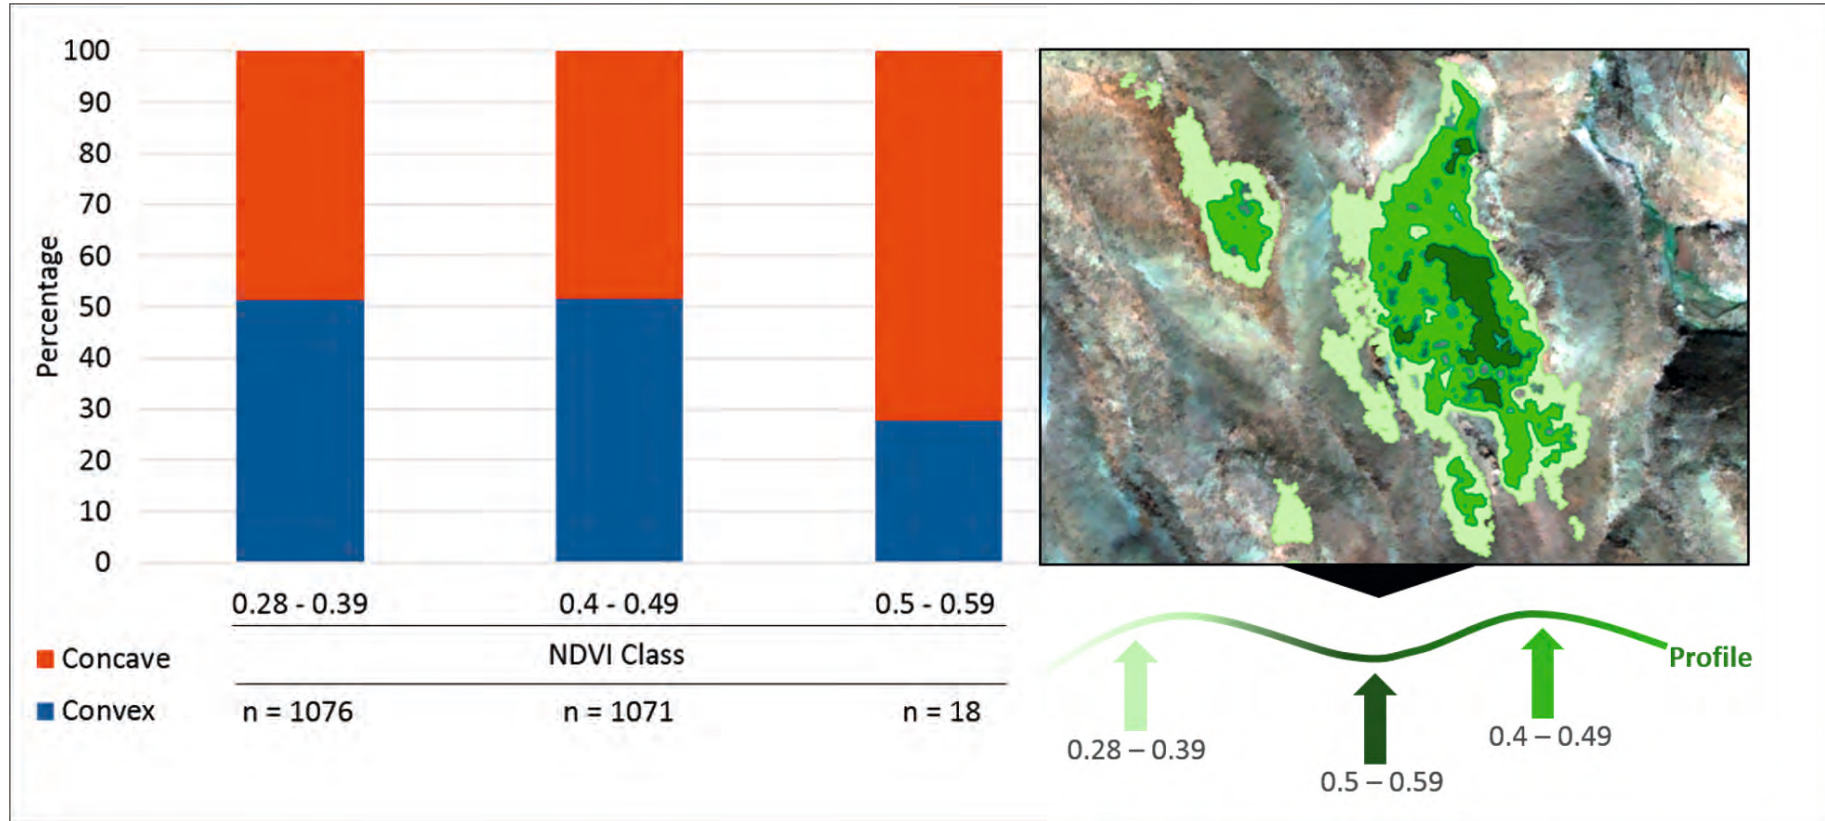 100
90
80
70
60
50
40
30
20
10
0
Percentage
0.28 - 0.39 0.4 - 0.49 0.5 - 0.59
NDVI Class
n = 1076 n = 1071 n = 18
Concave
Convex
Profile
0.28 – 0.39
0.5 – 0.59
0.4 – 0.49